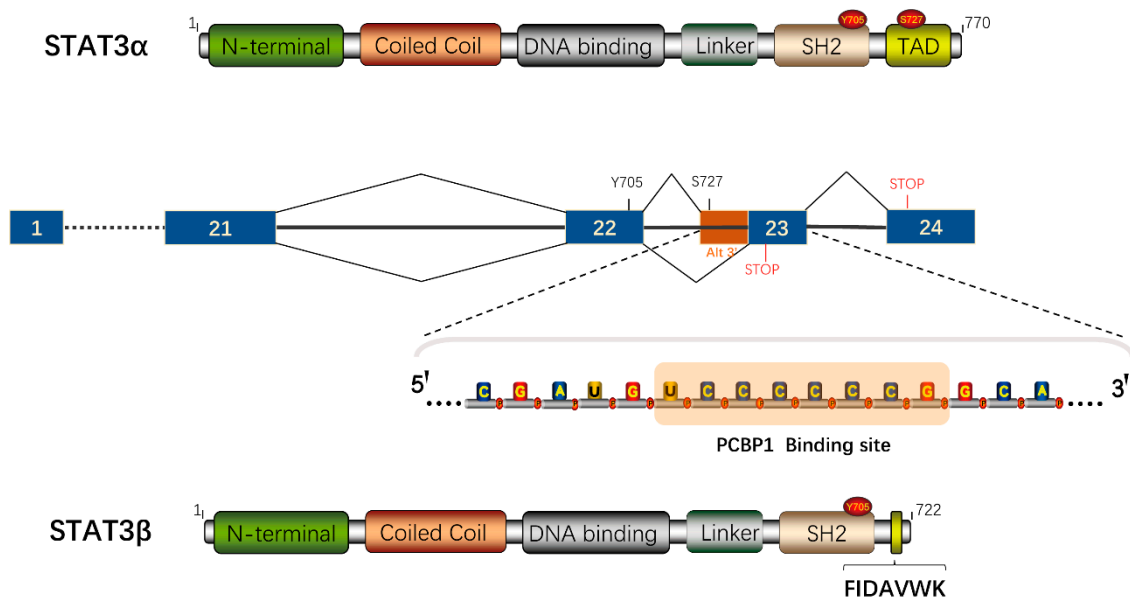 1 770
STAT3α N-terminal Coiled Coil DNA binding Linker SH2 Y705 TAD S727
Y705 S727 STOP
1 21 22 23 24
Alt 3'
STOP
5' 3'
.... C G A U G U C C C C C C G G C A ....
PCBP1 Binding site
1 722
STAT3β N-terminal Coiled Coil DNA binding Linker SH2 Y705
FIDAVWK